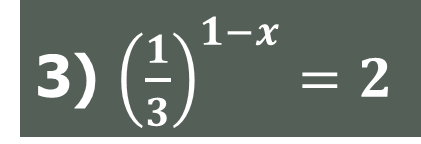 3) (1/3)^{1−x} = 2